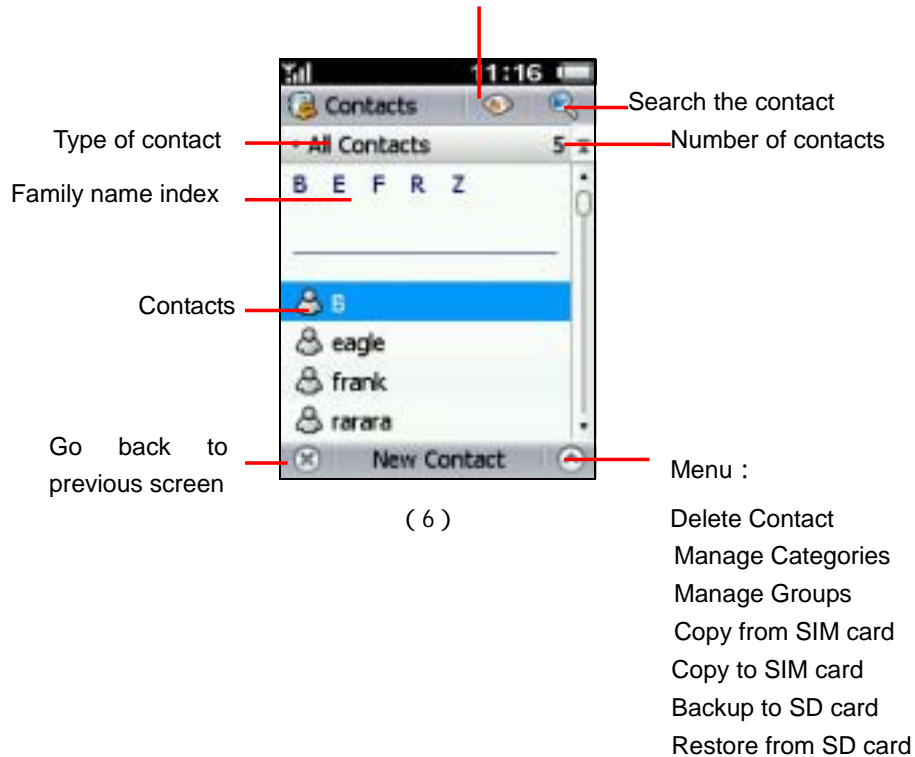 11:16
Contacts
Search the contact
Type of contact
All Contacts 5
Number of contacts
Family name index
B E F R Z
Contacts
eagle
frank
rarara
Go back to
previous screen
New Contact
Menu：
(6)
Delete Contact
Manage Categories
Manage Groups
Copy from SIM card
Copy to SIM card
Backup to SD card
Restore from SD card